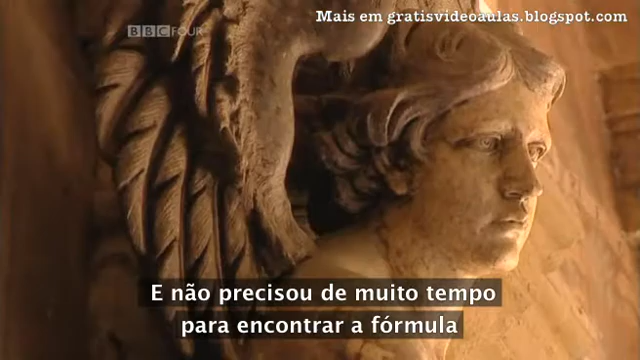 Mais em gratisvideoaulas.blogspot.com
BBC FOUR
E não precisou de muito tempo
para encontrar a fórmula